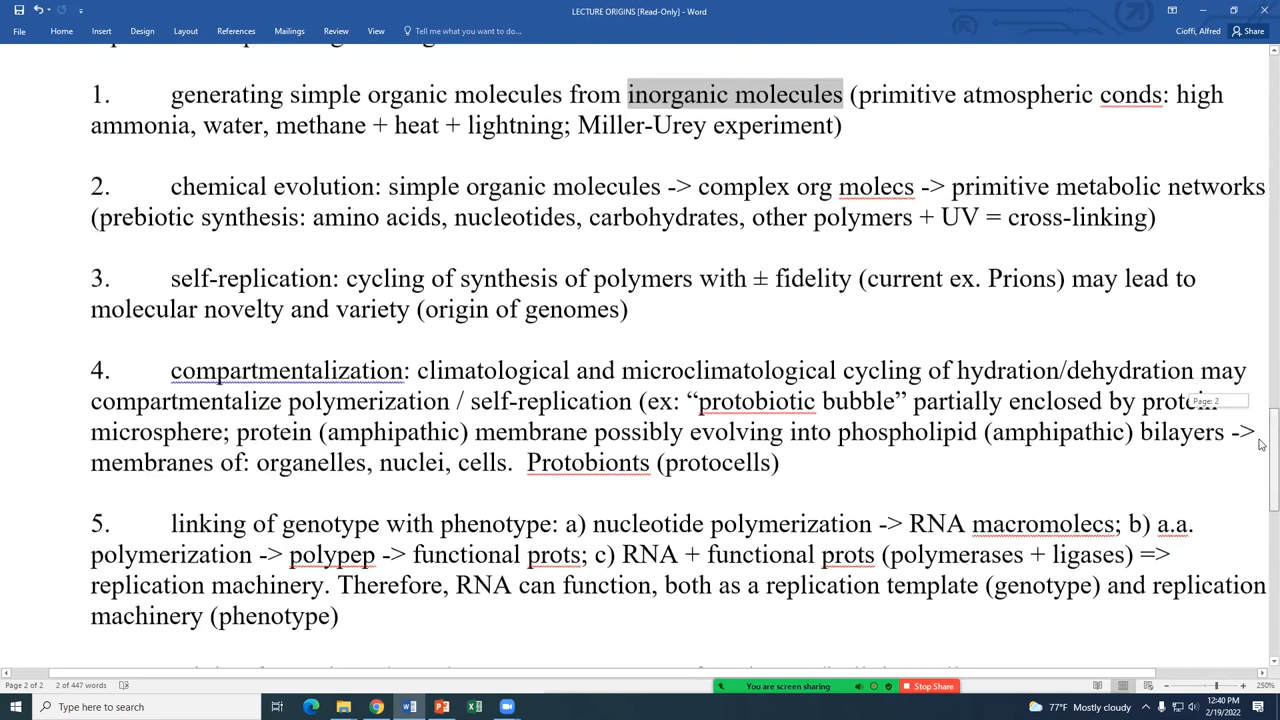 LECTURE ORIGINS [Read-Only] - Word
File Home Insert Design Layout References Mailings Review View Tell me what you want to do... Cioffi, Alfred Share
1. generating simple organic molecules from inorganic molecules (primitive atmospheric conds: high
ammonia, water, methane + heat + lightning; Miller-Urey experiment)
2. chemical evolution: simple organic molecules -> complex org molecs -> primitive metabolic networks
(prebiotic synthesis: amino acids, nucleotides, carbohydrates, other polymers + UV = cross-linking)
3. self-replication: cycling of synthesis of polymers with ± fidelity (current ex. Prions) may lead to
molecular novelty and variety (origin of genomes)
4. compartmentalization: climatological and microclimatological cycling of hydration/dehydration may
compartmentalize polymerization / self-replication (ex: “protobiotic bubble” partially enclosed by protein
Page: 2
microsphere; protein (amphipathic) membrane possibly evolving into phospholipid (amphipathic) bilayers ->
membranes of: organelles, nuclei, cells. Protobionts (protocells)
5. linking of genotype with phenotype: a) nucleotide polymerization -> RNA macromolecs; b) a.a.
polymerization -> polypep -> functional prots; c) RNA + functional prots (polymerases + ligases) =>
replication machinery. Therefore, RNA can function, both as a replication template (genotype) and replication
machinery (phenotype)
Page 2 of 2 2 of 447 words You are screen sharing Stop Share 250%
Type here to search 77°F Mostly cloudy 12:40 PM
2/19/2022